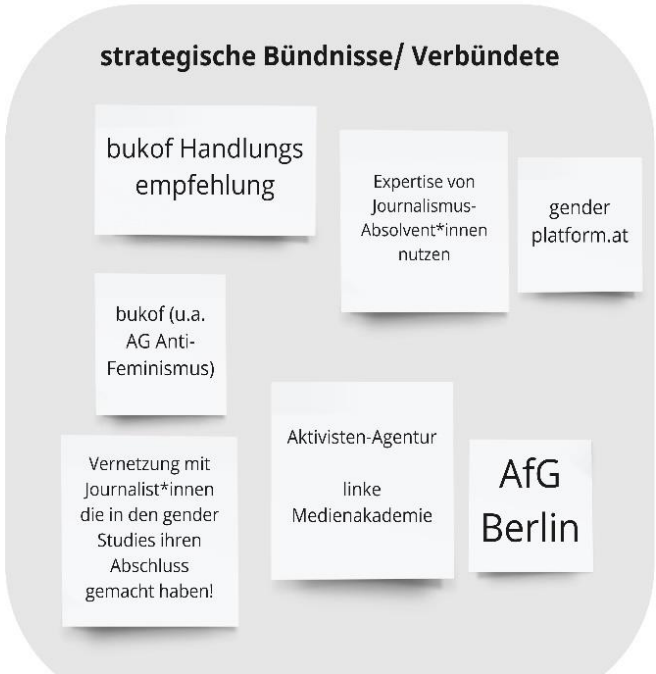 strategische Bündnisse/ Verbündete
bukof Handlungs
empfehlung
Expertise von
Journalismus-
Absolvent*innen
nutzen
gender
platform.at
bukof (u.a.
AG Anti-
Feminismus)
Aktivisten-Agentur
linke
Medienakademie
AfG
Berlin
Vernetzung mit
Journalist*innen
die in den gender
Studies ihren
Abschluss
gemacht haben!